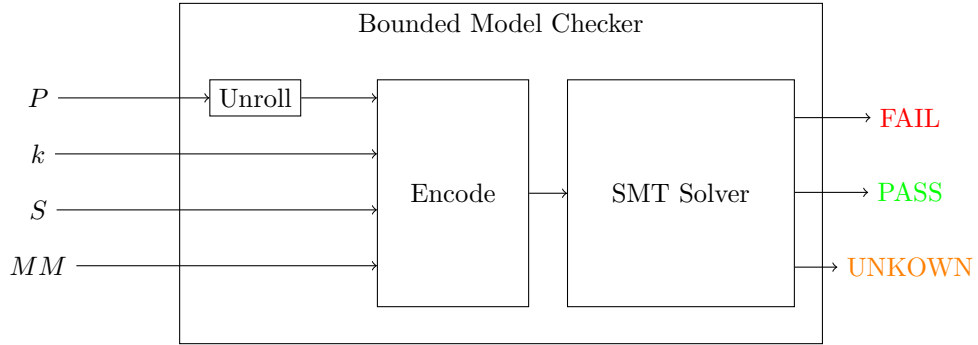 Bounded Model Checker
P
Unroll
k
S
MM
Encode
SMT Solver
FAIL
PASS
UNKOWN